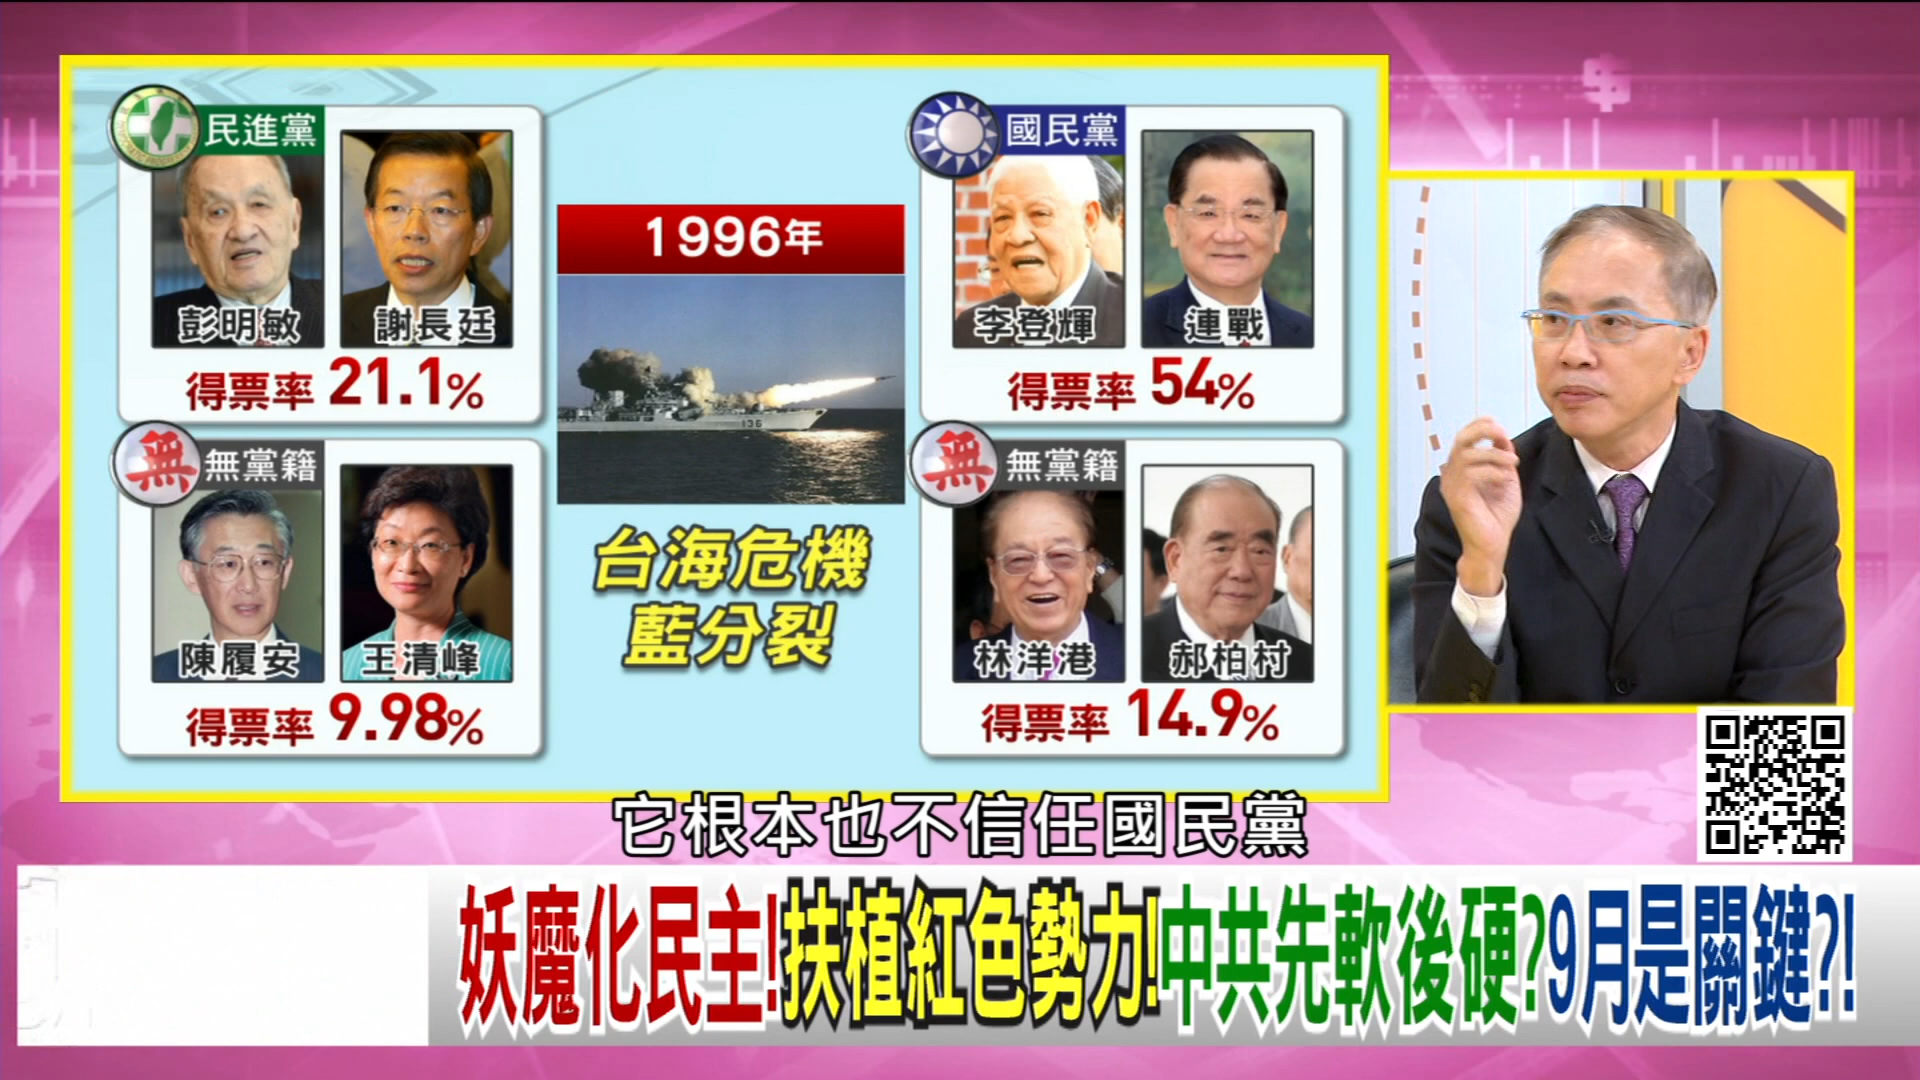 民進黨
彭明敏
謝長廷
得票率 21.1%
1996年
136
國民黨
李登輝
連戰
得票率 54%
無
無黨籍
陳履安
王清峰
得票率 9.98%
台海危機
藍分裂
無
無黨籍
林洋港
郝柏村
得票率 14.9%
它根本也不信任國民黨
妖魔化民主!扶植紅色勢力!中共先軟後硬?9月是關鍵?!